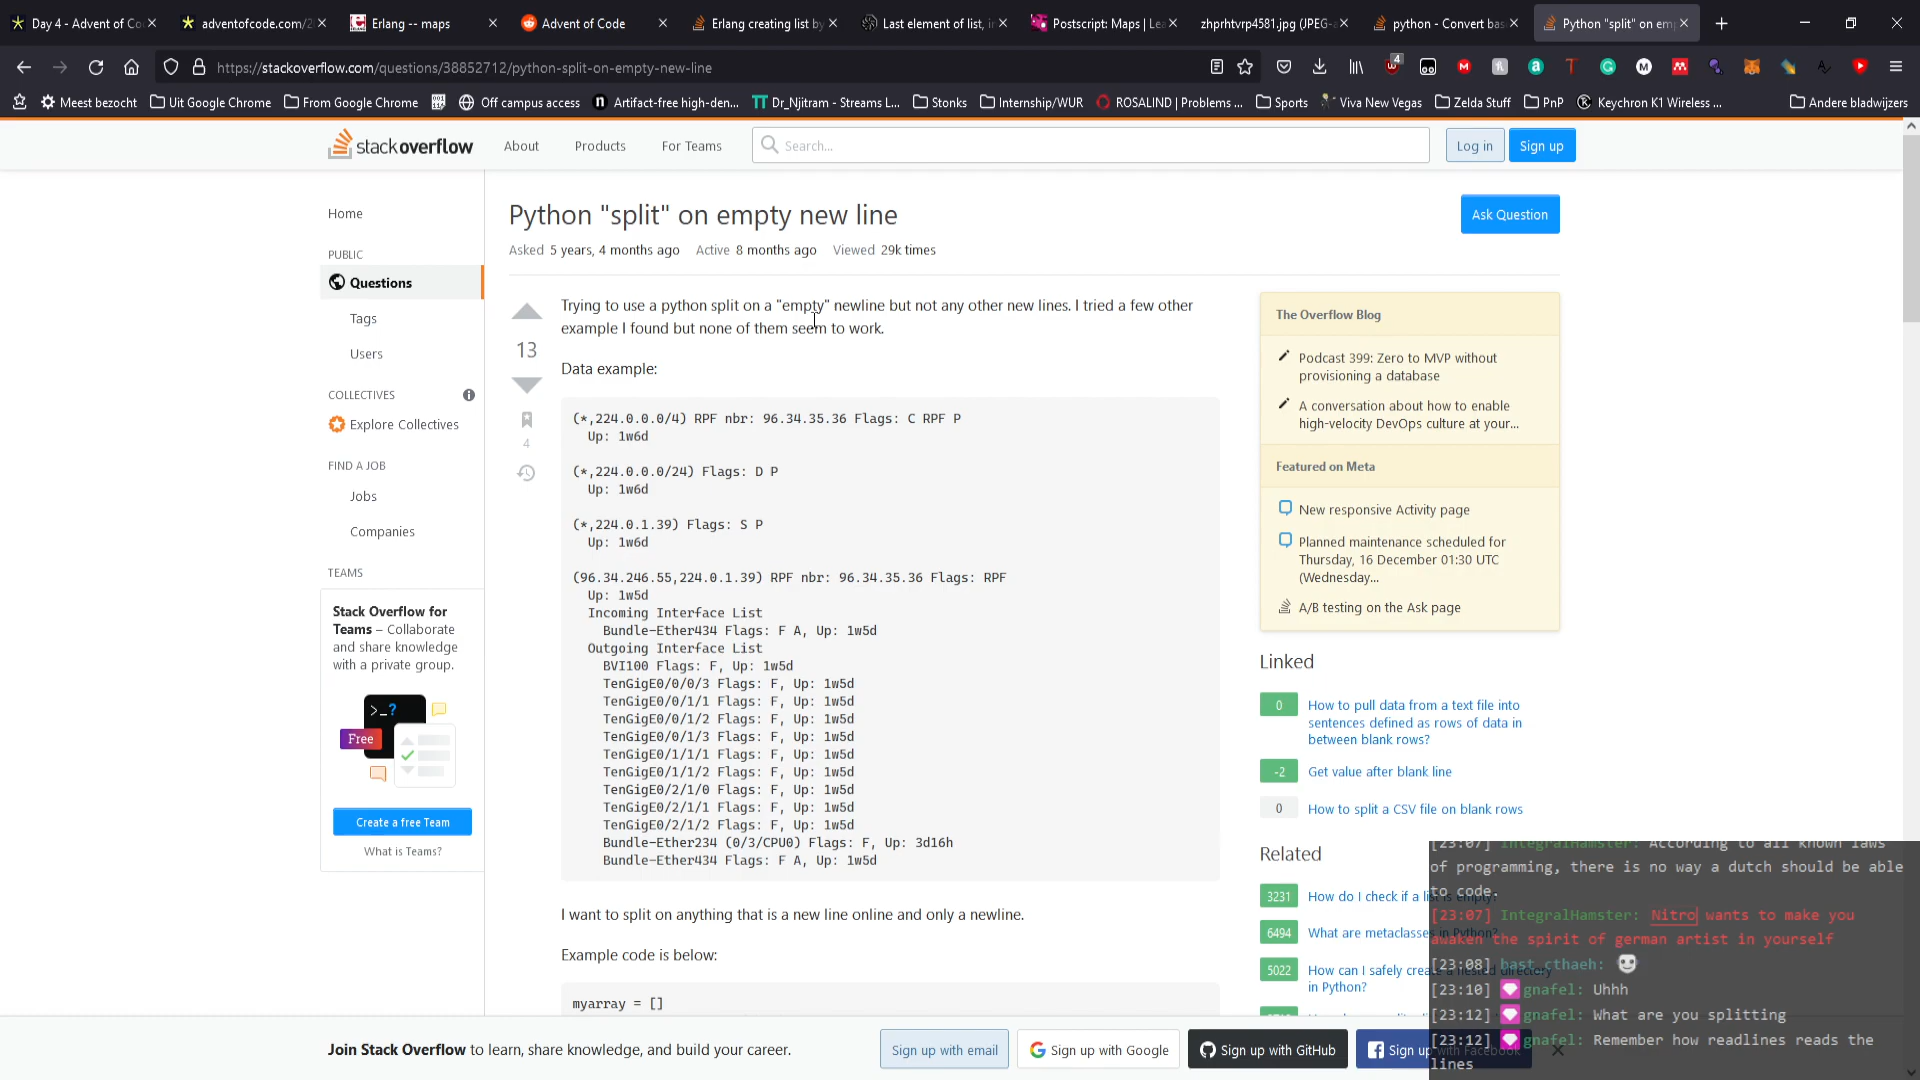 Day 4 - Advent of Co
adventofcode.com/2
Erlang -- maps
Advent of Code
Erlang creating list by
Last element of list, i
Postscript: Maps | Le
zhprhtvrp4581.jpg (JPEG-
python - Convert bas
Python "split" on em
https://stackoverflow.com/questions/38852712/python-split-on-empty-new-line
4
Meest bezocht
Uit Google Chrome
From Google Chrome
Off campus access
Artifact-free high-den...
Dr_Njitram - Streams L...
Stonks
Internship/WUR
ROSALIND | Problems ...
Sports
Viva New Vegas
Zelda Stuff
PnP
Keychron K1 Wireless ...
Andere bladwijzers
stackoverflow
About
Products
For Teams
Search...
Log in
Sign up
Home
PUBLIC
Questions
Tags
Users
COLLECTIVES
Explore Collectives
FIND A JOB
Jobs
Companies
TEAMS
Stack Overflow for
Teams – Collaborate
and share knowledge
with a private group.
>_?
Free
Create a free Team
What is Teams?
Python "split" on empty new line
Ask Question
Asked 5 years, 4 months ago Active 8 months ago Viewed 29k times
13
4
Trying to use a python split on a "empty" newline but not any other new lines. I tried a few other
example I found but none of them seem to work.
Data example:
(*,224.0.0.0/4) RPF nbr: 96.34.35.36 Flags: C RPF P
Up: 1w6d
(*,224.0.0.0/24) Flags: D P
Up: 1w6d
(*,224.0.1.39) Flags: S P
Up: 1w6d
(96.34.246.55,224.0.1.39) RPF nbr: 96.34.35.36 Flags: RPF
Up: 1w5d
Incoming Interface List
Bundle-Ether434 Flags: F A, Up: 1w5d
Outgoing Interface List
BVI100 Flags: F, Up: 1w5d
TenGigE0/0/0/3 Flags: F, Up: 1w5d
TenGigE0/0/1/1 Flags: F, Up: 1w5d
TenGigE0/0/1/2 Flags: F, Up: 1w5d
TenGigE0/0/1/3 Flags: F, Up: 1w5d
TenGigE0/1/1/1 Flags: F, Up: 1w5d
TenGigE0/1/1/2 Flags: F, Up: 1w5d
TenGigE0/2/1/0 Flags: F, Up: 1w5d
TenGigE0/2/1/1 Flags: F, Up: 1w5d
TenGigE0/2/1/2 Flags: F, Up: 1w5d
Bundle-Ether234 (0/3/CPU0) Flags: F, Up: 3d16h
Bundle-Ether434 Flags: F A, Up: 1w5d
I want to split on anything that is a new line online and only a newline.
Example code is below:
myarray = []
The Overflow Blog
Podcast 399: Zero to MVP without
provisioning a database
A conversation about how to enable
high-velocity DevOps culture at your...
Featured on Meta
New responsive Activity page
Planned maintenance scheduled for
Thursday, 16 December 01:30 UTC
(Wednesday...
A/B testing on the Ask page
Linked
0
How to pull data from a text file into
sentences defined as rows of data in
between blank rows?
-2
Get value after blank line
0
How to split a CSV file on blank rows
Related
3231
How do I check if a list is empty?
6494
What are metaclasses in Python?
5022
How can I safely create a nested directory
in Python?
[23:07] IntegralHamster: According to all known laws
of programming, there is no way a dutch should be able
to code.
[23:07] IntegralHamster: Nitro wants to make you
awaken the spirit of german artist in yourself
[23:08] bast_cthaeh:
[23:10] gnafel: Uhhh
[23:12] gnafel: What are you splitting
[23:12] gnafel: Remember how readlines reads the
lines
Join Stack Overflow to learn, share knowledge, and build your career.
Sign up with email
Sign up with Google
Sign up with GitHub
Sign up with Facebook